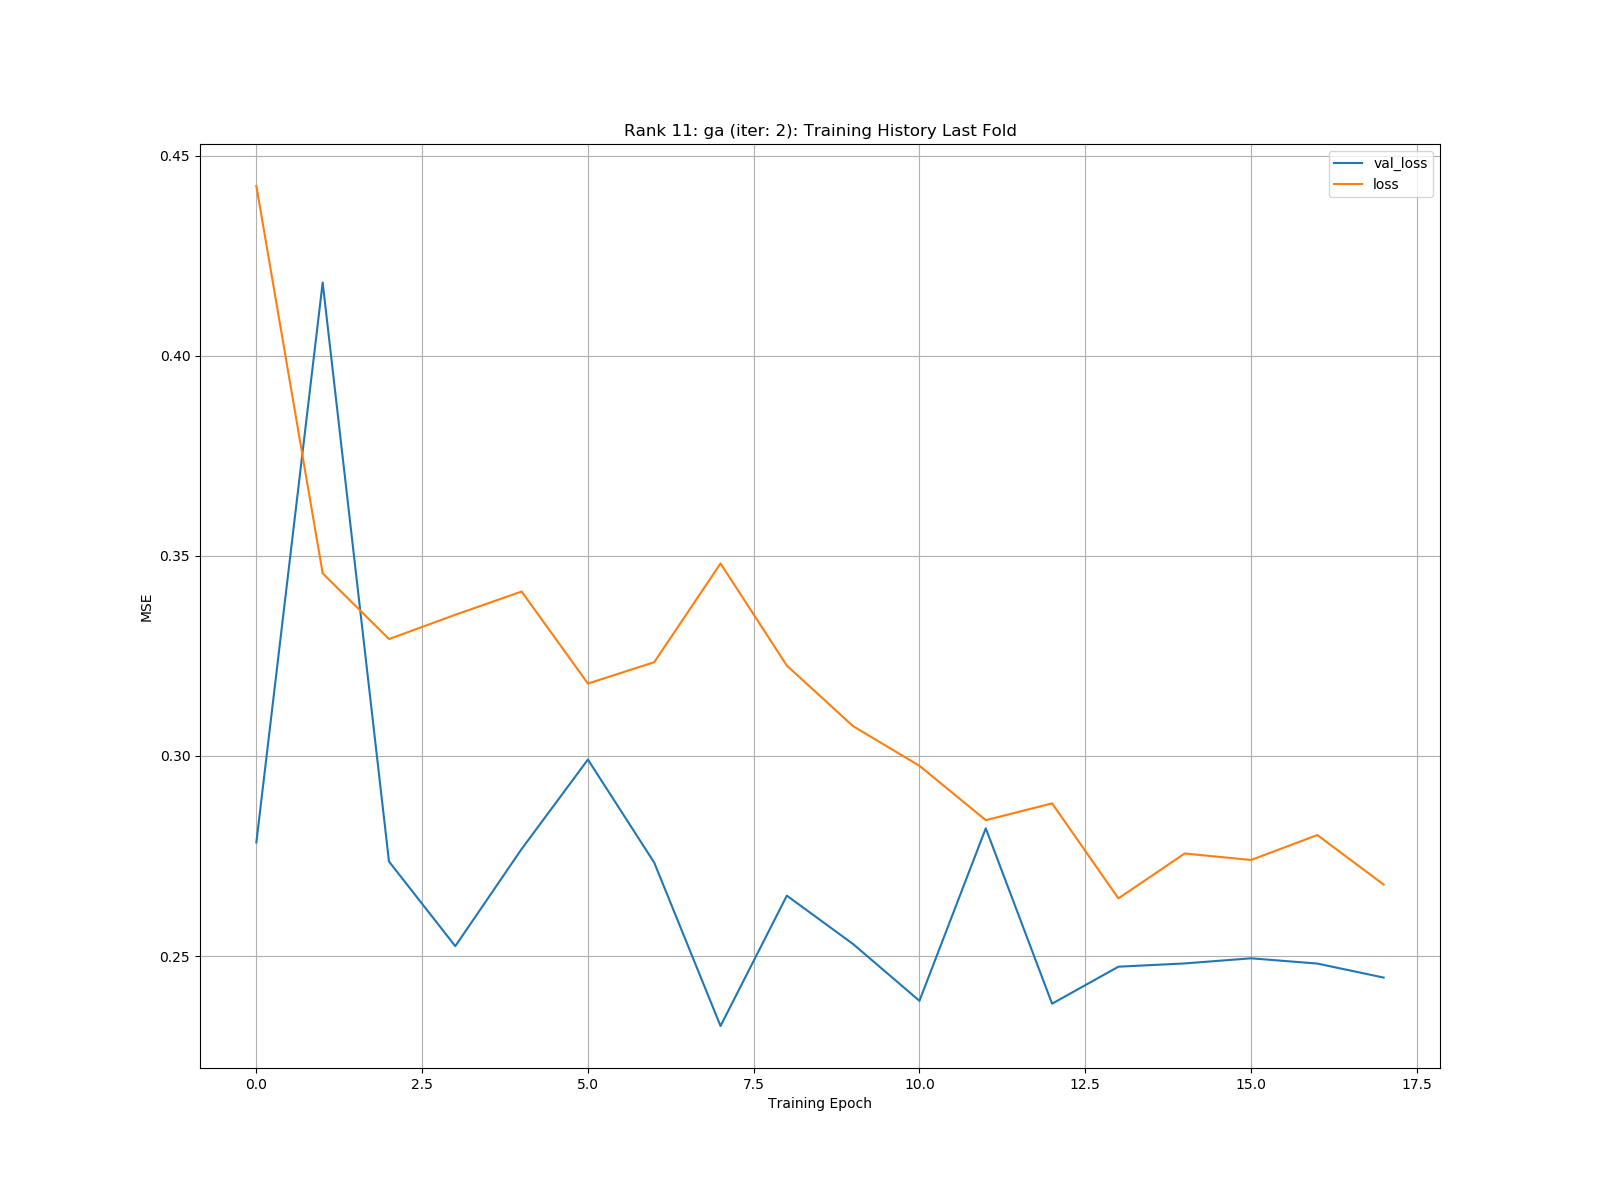 Rank 11: ga (iter: 2): Training History Last Fold
val_loss
loss
0.45
0.40
0.35
0.30
0.25
MSE
0.0 2.5 5.0 7.5 10.0 12.5 15.0 17.5
Training Epoch